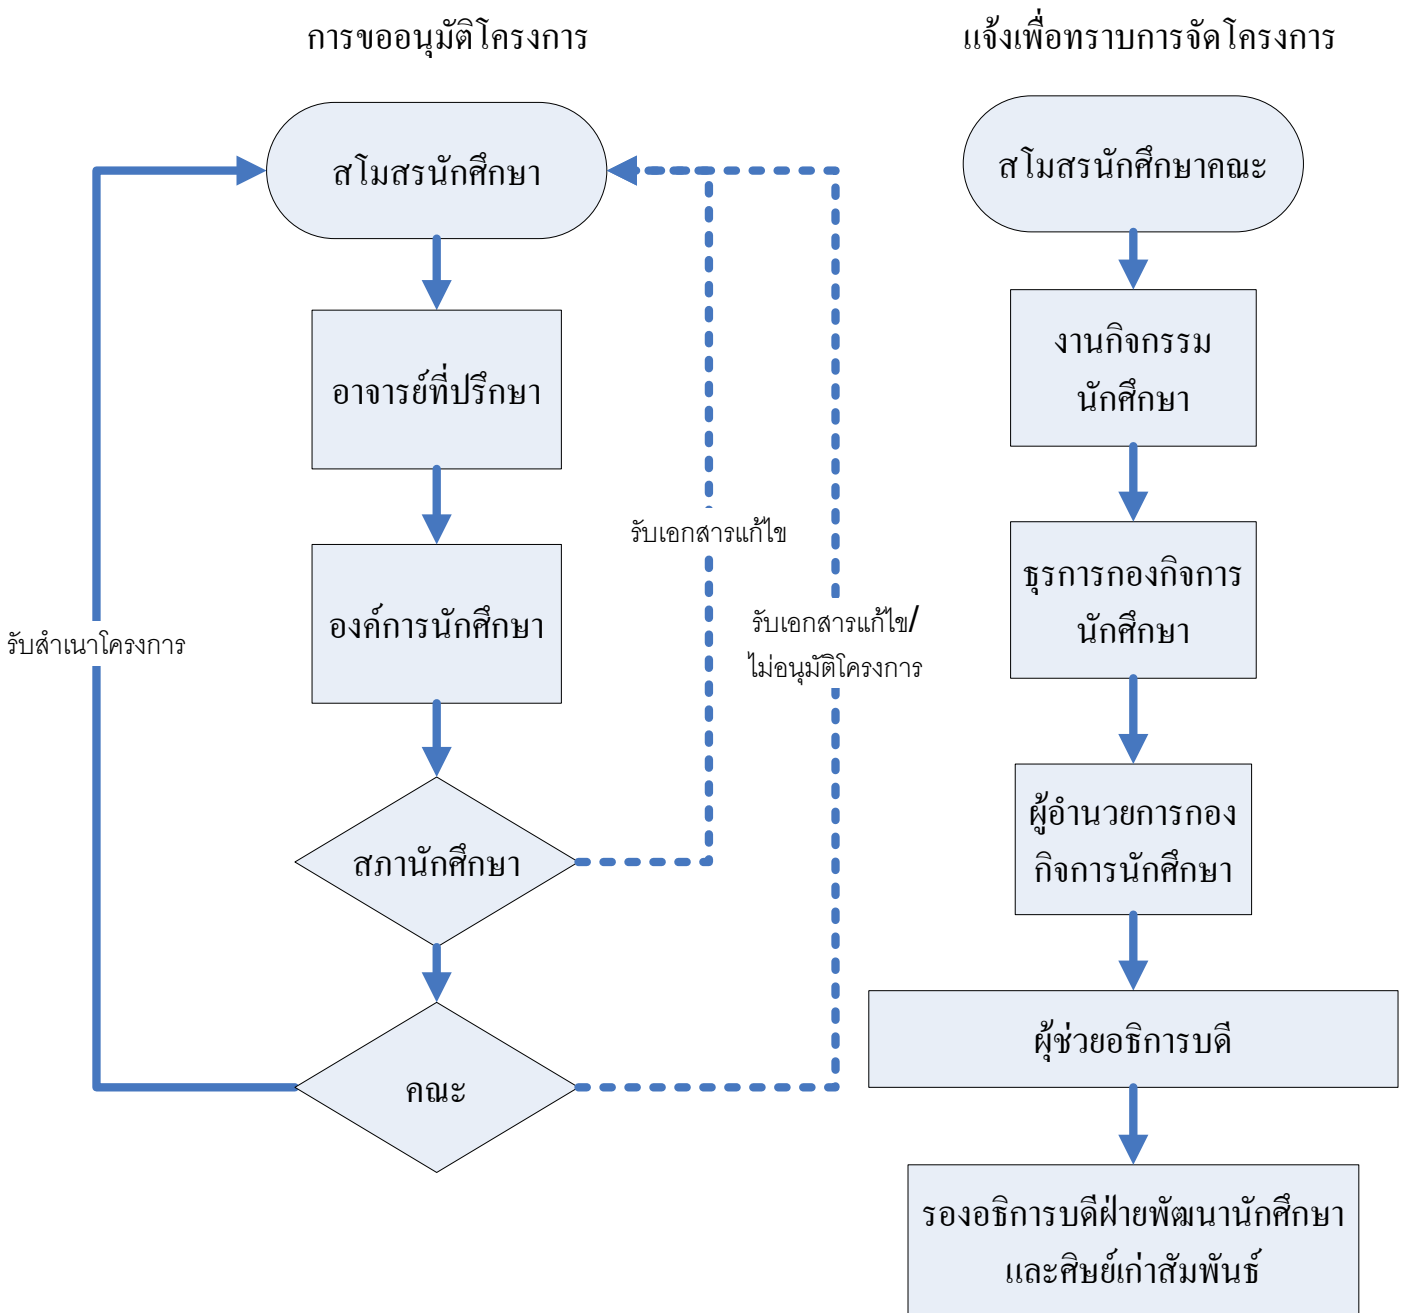 การขออนุมัติโครงการ
สโมสรนักศึกษา
อาจารย์ที่ปรึกษา
องค์การนักศึกษา
สภานักศึกษา
คณะ
รับสำเนาโครงการ
รับเอกสารแก้ไข
รับเอกสารแก้ไข/
ไม่อนุมัติโครงการ
แจ้งเพื่อทราบการจัดโครงการ
สโมสรนักศึกษาคณะ
งานกิจกรรม
นักศึกษา
ธุรการกองกิจการ
นักศึกษา
ผู้อำนวยการกอง
กิจการนักศึกษา
ผุ้ช่วยอธิการบดี
รองอธิการบดีฝ่ายพัฒนานักศึกษา
และศิษย์เก่าสัมพันธ์